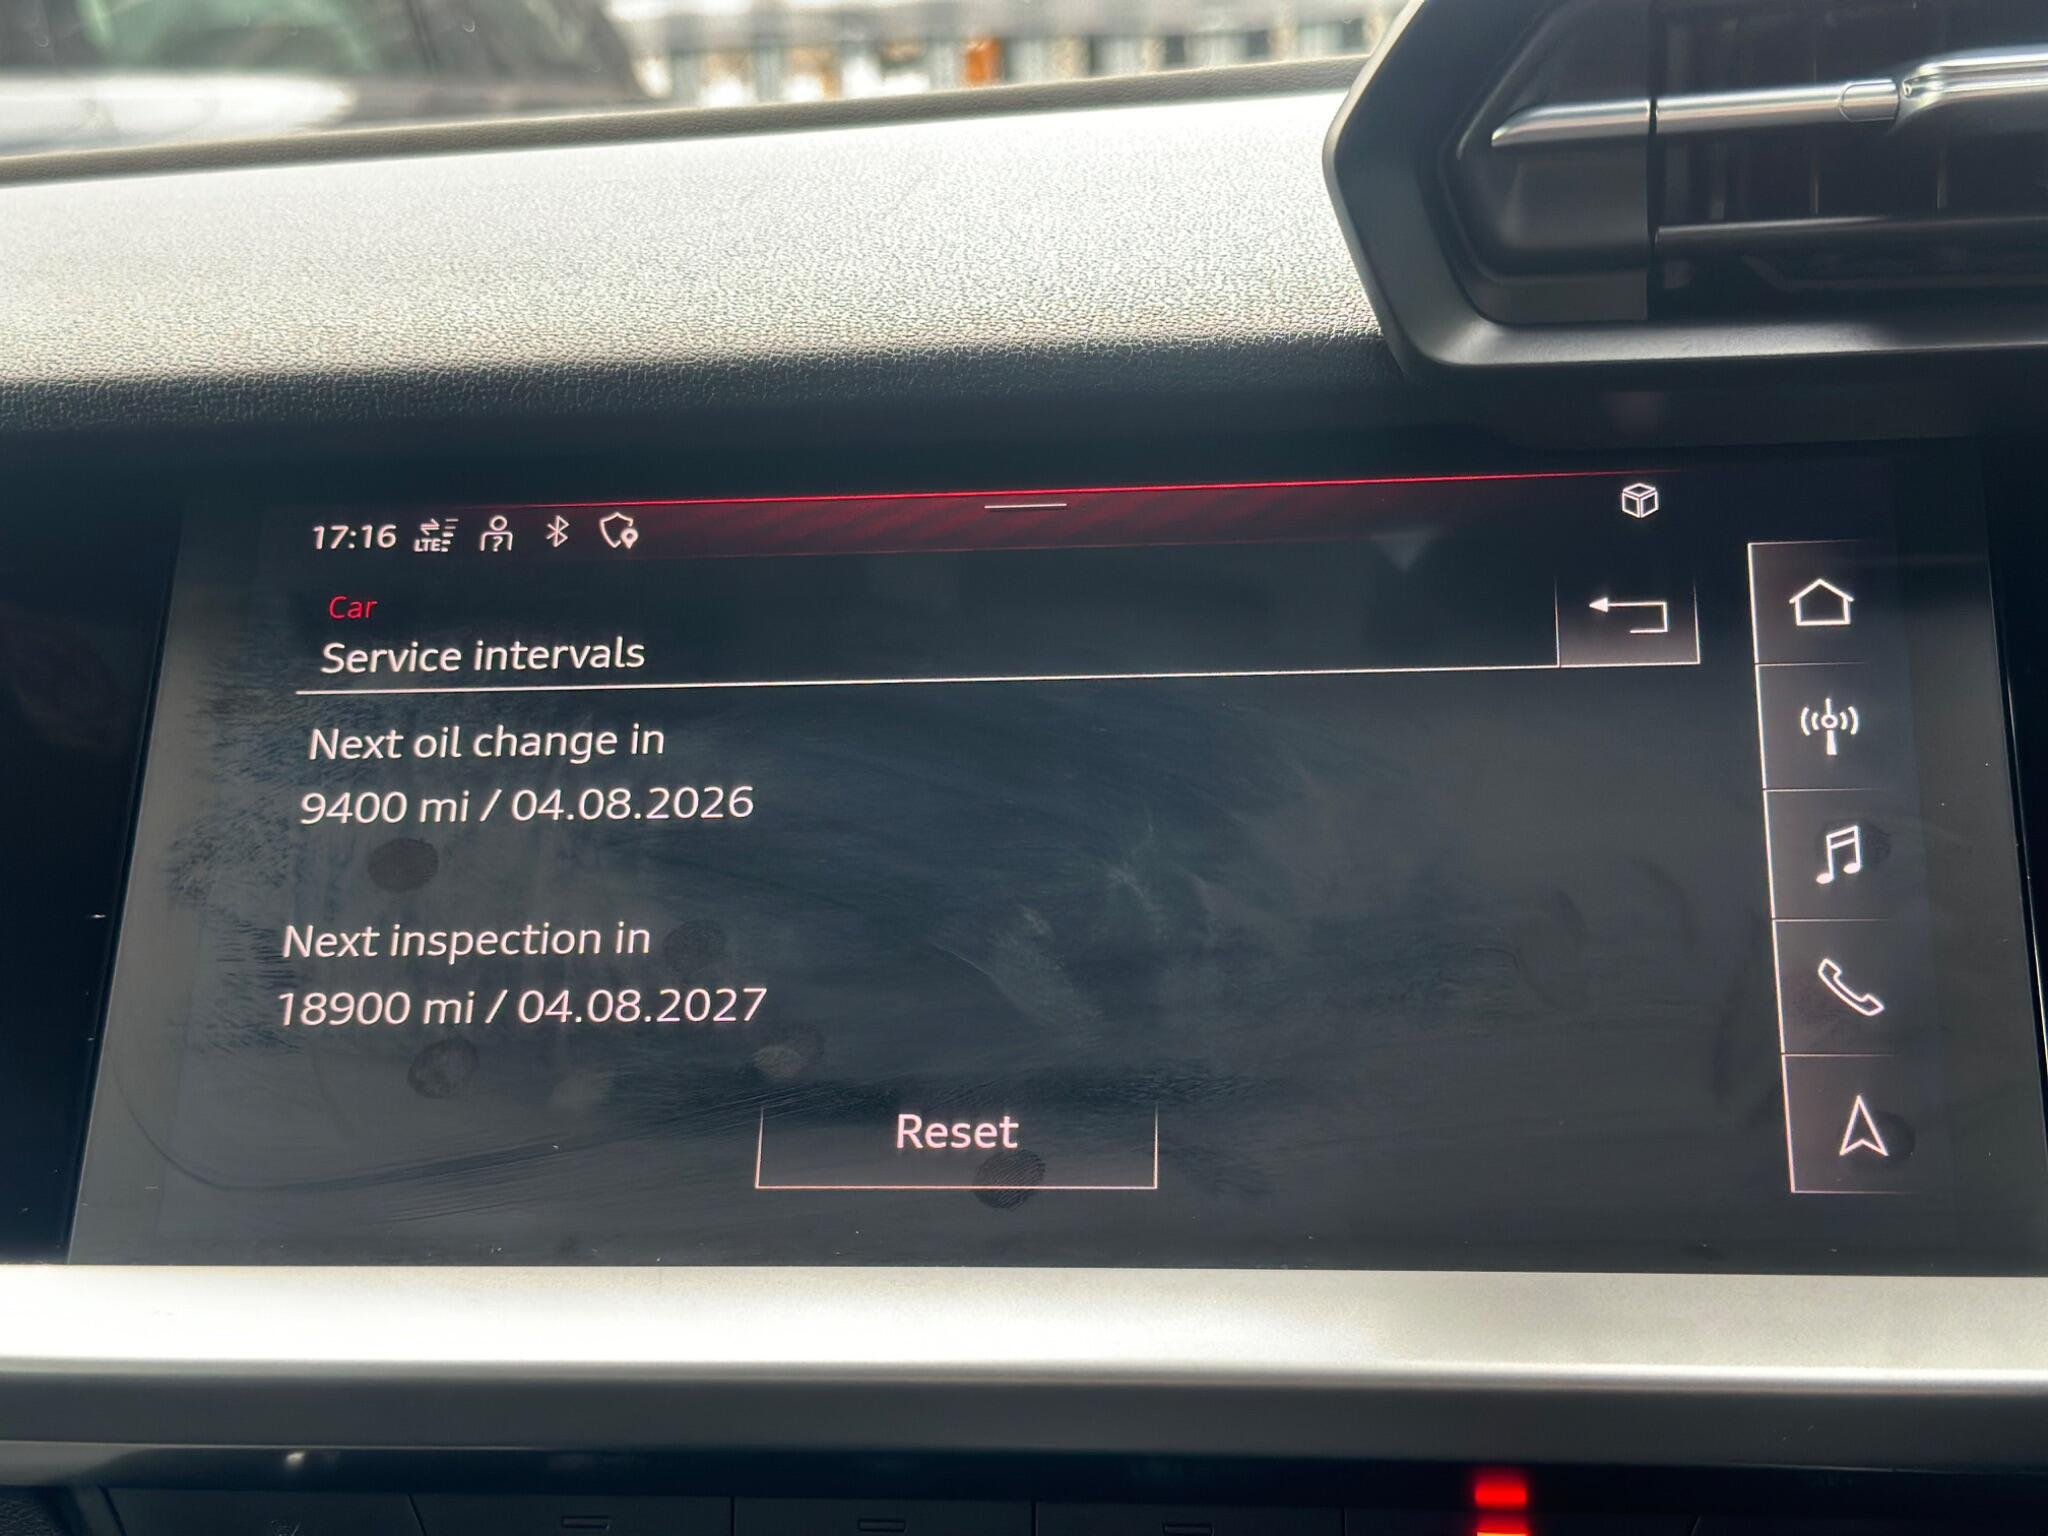 17:16 LTE
Car
Service intervals
Next oil change in
9400 mi / 04.08.2026
Next inspection in
18900 mi / 04.08.2027
Reset